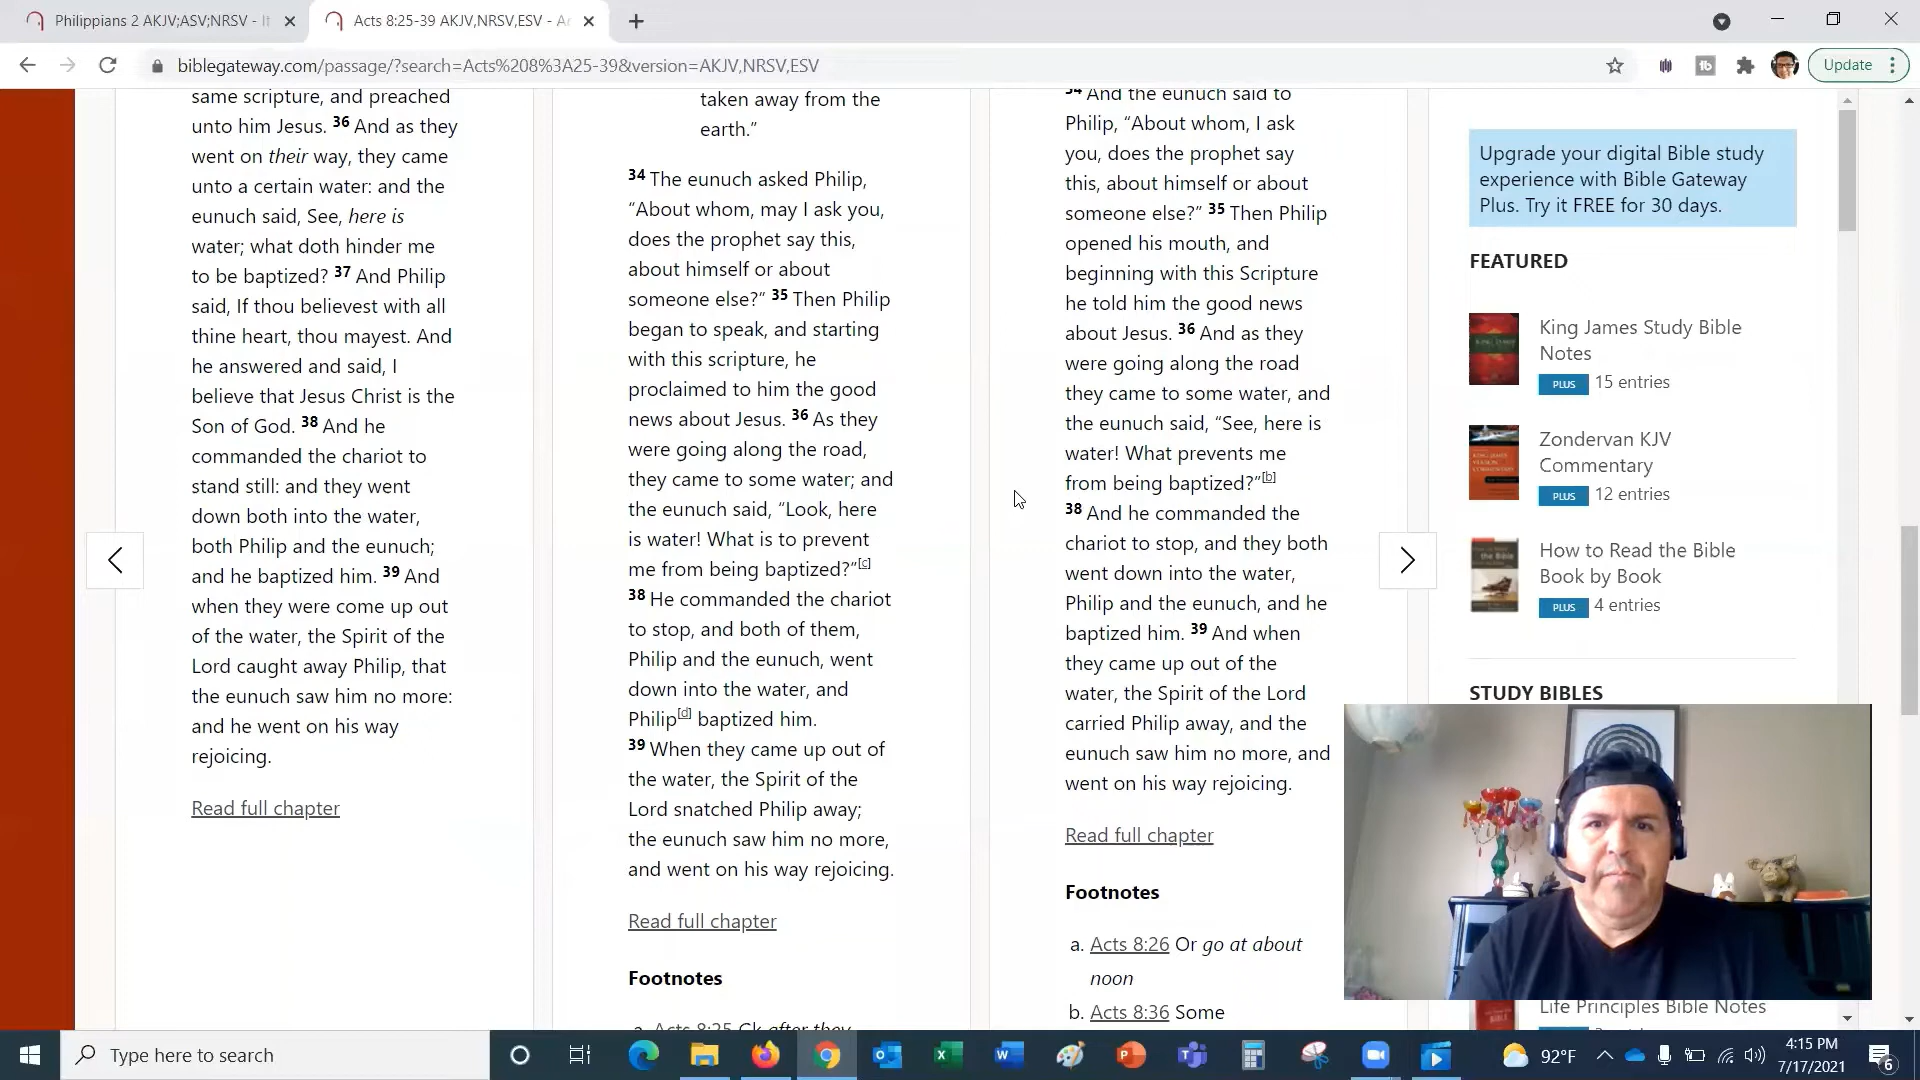 Philippians 2 AKJV;ASV;NRSV - It
Acts 8:25-39 AKJV,NRSV,ESV - Ac
biblegateway.com/passage/?search=Acts%208%3A25-39&version=AKJV,NRSV,ESV
Update
same scripture, and preached
unto him Jesus. 36 And as they
went on their way, they came
unto a certain water: and the
eunuch said, See, here is
water; what doth hinder me
to be baptized? 37 And Philip
said, If thou believest with all
thine heart, thou mayest. And
he answered and said, I
believe that Jesus Christ is the
Son of God. 38 And he
commanded the chariot to
stand still: and they went
down both into the water,
both Philip and the eunuch;
and he baptized him. 39 And
when they were come up out
of the water, the Spirit of the
Lord caught away Philip, that
the eunuch saw him no more:
and he went on his way
rejoicing.
Read full chapter
taken away from the
earth.”
34 The eunuch asked Philip,
“About whom, may I ask you,
does the prophet say this,
about himself or about
someone else?” 35 Then Philip
began to speak, and starting
with this scripture, he
proclaimed to him the good
news about Jesus. 36 As they
were going along the road,
they came to some water; and
the eunuch said, “Look, here
is water! What is to prevent
me from being baptized?”[c]
38 He commanded the chariot
to stop, and both of them,
Philip and the eunuch, went
down into the water, and
Philip[d] baptized him.
39 When they came up out of
the water, the Spirit of the
Lord snatched Philip away;
the eunuch saw him no more,
and went on his way rejoicing.
Read full chapter
Footnotes
a. Acts 8:25 Gk after they
34 And the eunuch said to
Philip, “About whom, I ask
you, does the prophet say
this, about himself or about
someone else?” 35 Then Philip
opened his mouth, and
beginning with this Scripture
he told him the good news
about Jesus. 36 And as they
were going along the road
they came to some water, and
the eunuch said, “See, here is
water! What prevents me
from being baptized?”[b]
38 And he commanded the
chariot to stop, and they both
went down into the water,
Philip and the eunuch, and he
baptized him. 39 And when
they came up out of the
water, the Spirit of the Lord
carried Philip away, and the
eunuch saw him no more, and
went on his way rejoicing.
Read full chapter
Footnotes
a. Acts 8:26 Or go at about
noon
b. Acts 8:36 Some
Upgrade your digital Bible study
experience with Bible Gateway
Plus. Try it FREE for 30 days.
FEATURED
King James Study Bible
Notes
PLUS 15 entries
Zondervan KJV
Commentary
PLUS 12 entries
How to Read the Bible
Book by Book
PLUS 4 entries
STUDY BIBLES
Life Principles Bible Notes
Type here to search
92°F
4:15 PM
7/17/2021
6